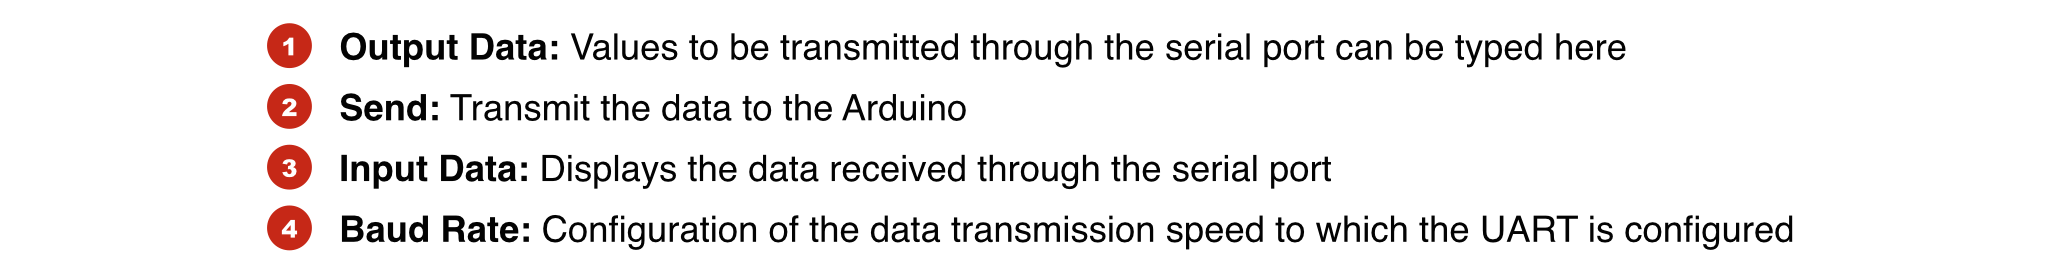 1 Output Data: Values to be transmitted through the serial port can be typed here
2 Send: Transmit the data to the Arduino
3 Input Data: Displays the data received through the serial port
4 Baud Rate: Configuration of the data transmission speed to which the UART is configured